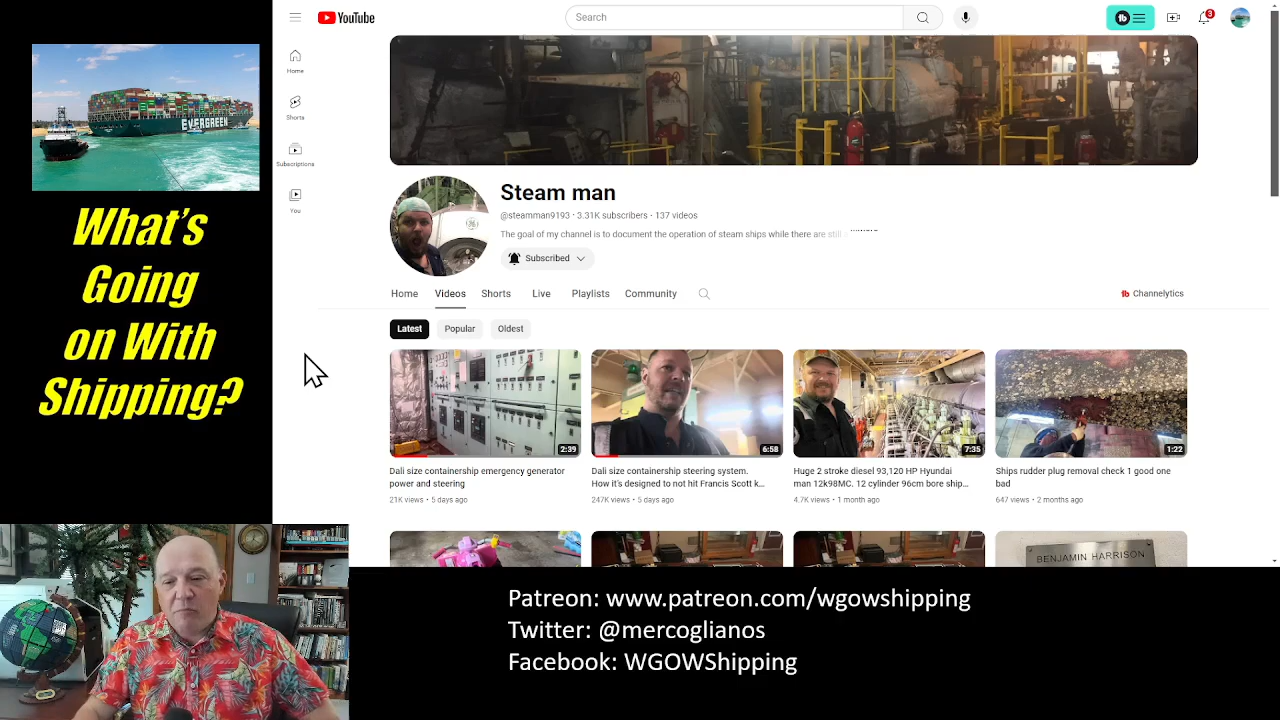 EVERGREEN
What's
Going
on With
Shipping?
YouTube
Search
3
Home
Shorts
Subscriptions
You
Steam man
@steamman9193 · 3.31K subscribers · 137 videos
The goal of my channel is to document the operation of steam ships while there are still
Subscribed
Home Videos Shorts Live Playlists Community
Channelytics
Latest Popular Oldest
2:39
6:58
7:35
1:22
Dali size containership emergency generator
power and steering
21K views · 5 days ago
Dali size containership steering system.
How it's designed to not hit Francis Scott k...
247K views · 5 days ago
Huge 2 stroke diesel 93,120 HP Hyundai
man 12k98MC. 12 cylinder 96cm bore ship...
4.7K views · 1 month ago
Ships rudder plug removal check 1 good one
bad
647 views · 2 months ago
BENJAMIN HARRISON
Patreon: www.patreon.com/wgowshipping
Twitter: @mercoglianos
Facebook: WGOWShipping